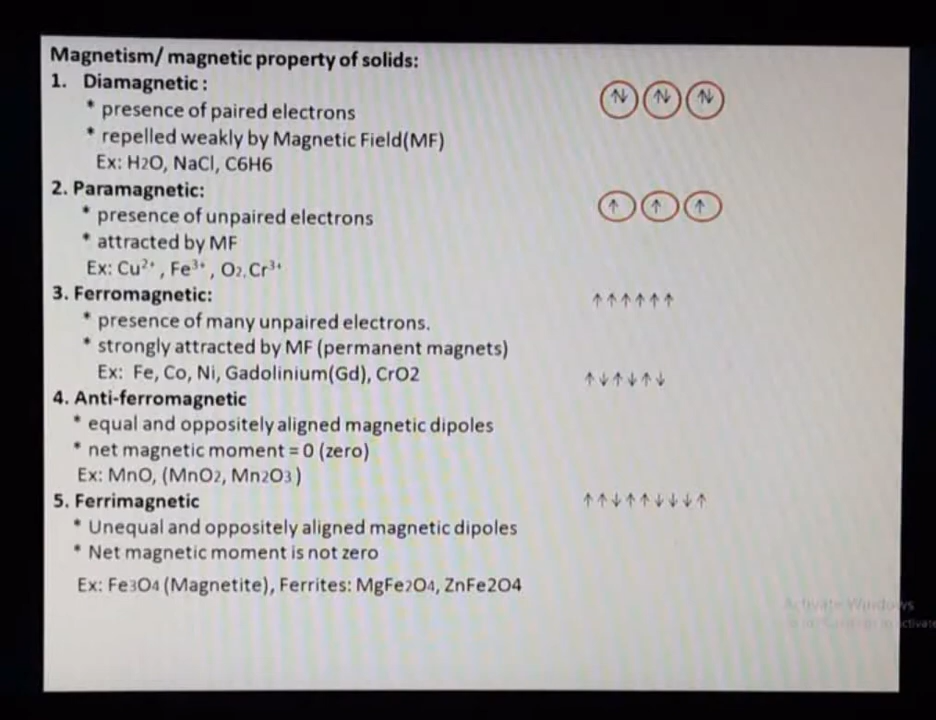 Magnetism/ magnetic property of solids:
1. Diamagnetic :
* presence of paired electrons
* repelled weakly by Magnetic Field(MF)
Ex: H2O, NaCl, C6H6
2. Paramagnetic:
* presence of unpaired electrons
* attracted by MF
Ex: Cu²⁺ , Fe³⁺ , O2, Cr³⁺
3. Ferromagnetic:
↑↑↑↑↑↑
* presence of many unpaired electrons.
* strongly attracted by MF (permanent magnets)
Ex: Fe, Co, Ni, Gadolinium(Gd), CrO2
↑↓↑↓↑↓
4. Anti-ferromagnetic
* equal and oppositely aligned magnetic dipoles
* net magnetic moment = 0 (zero)
Ex: MnO, (MnO2, Mn2O3 )
5. Ferrimagnetic
↑↑↓↑↑↓↓↓↑
* Unequal and oppositely aligned magnetic dipoles
* Net magnetic moment is not zero
Ex: Fe3O4 (Magnetite), Ferrites: MgFe2O4, ZnFe2O4
Activate Windows